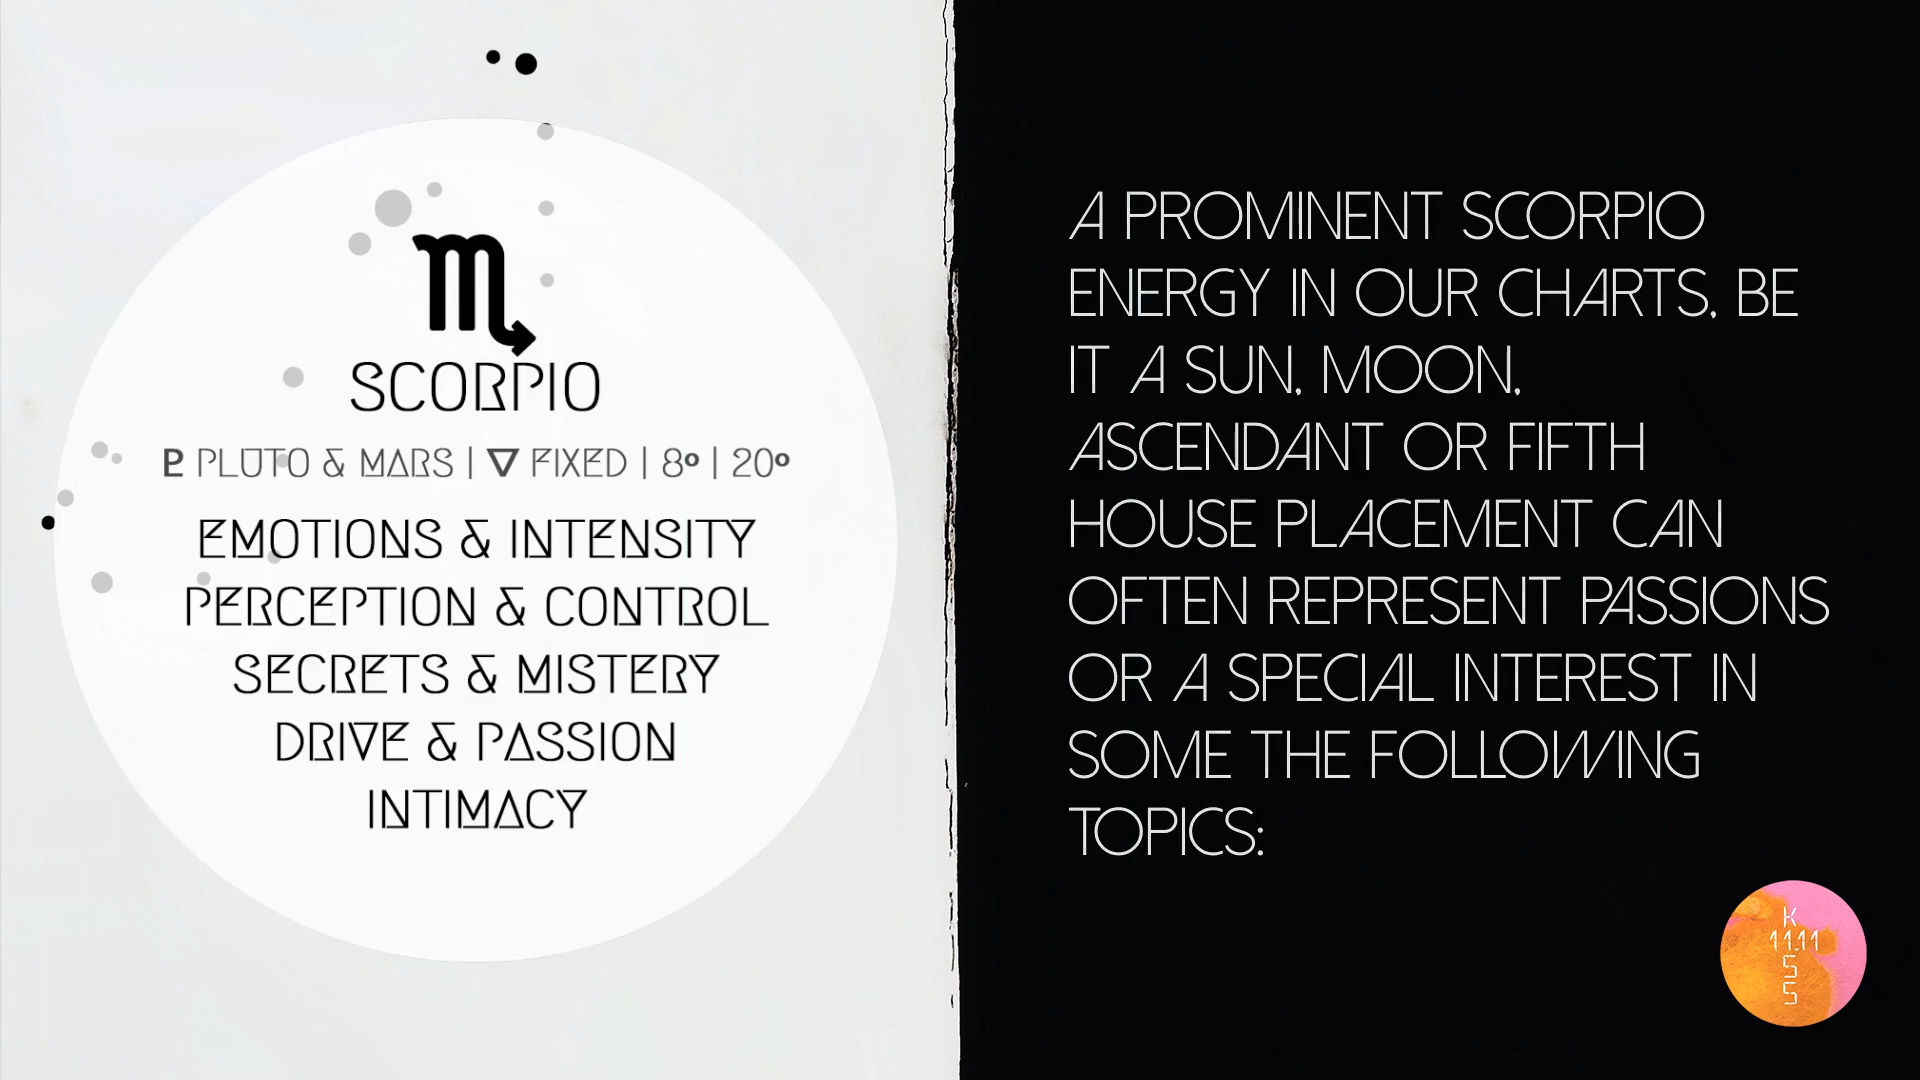 SCORPIO
♇ PLUTO & MARS | ▽ FIXED | 8º | 20º
EMOTIONS & INTENSITY
PERCEPTION & CONTROL
SECRETS & MISTERY
DRIVE & PASSION
INTIMACY
A PROMINENT SCORPIO
ENERGY IN OUR CHARTS, BE
IT A SUN, MOON,
ASCENDANT OR FIFTH
HOUSE PLACEMENT CAN
OFTEN REPRESENT PASSIONS
OR A SPECIAL INTEREST IN
SOME THE FOLLOWING
TOPICS:
K
11.11
S
S